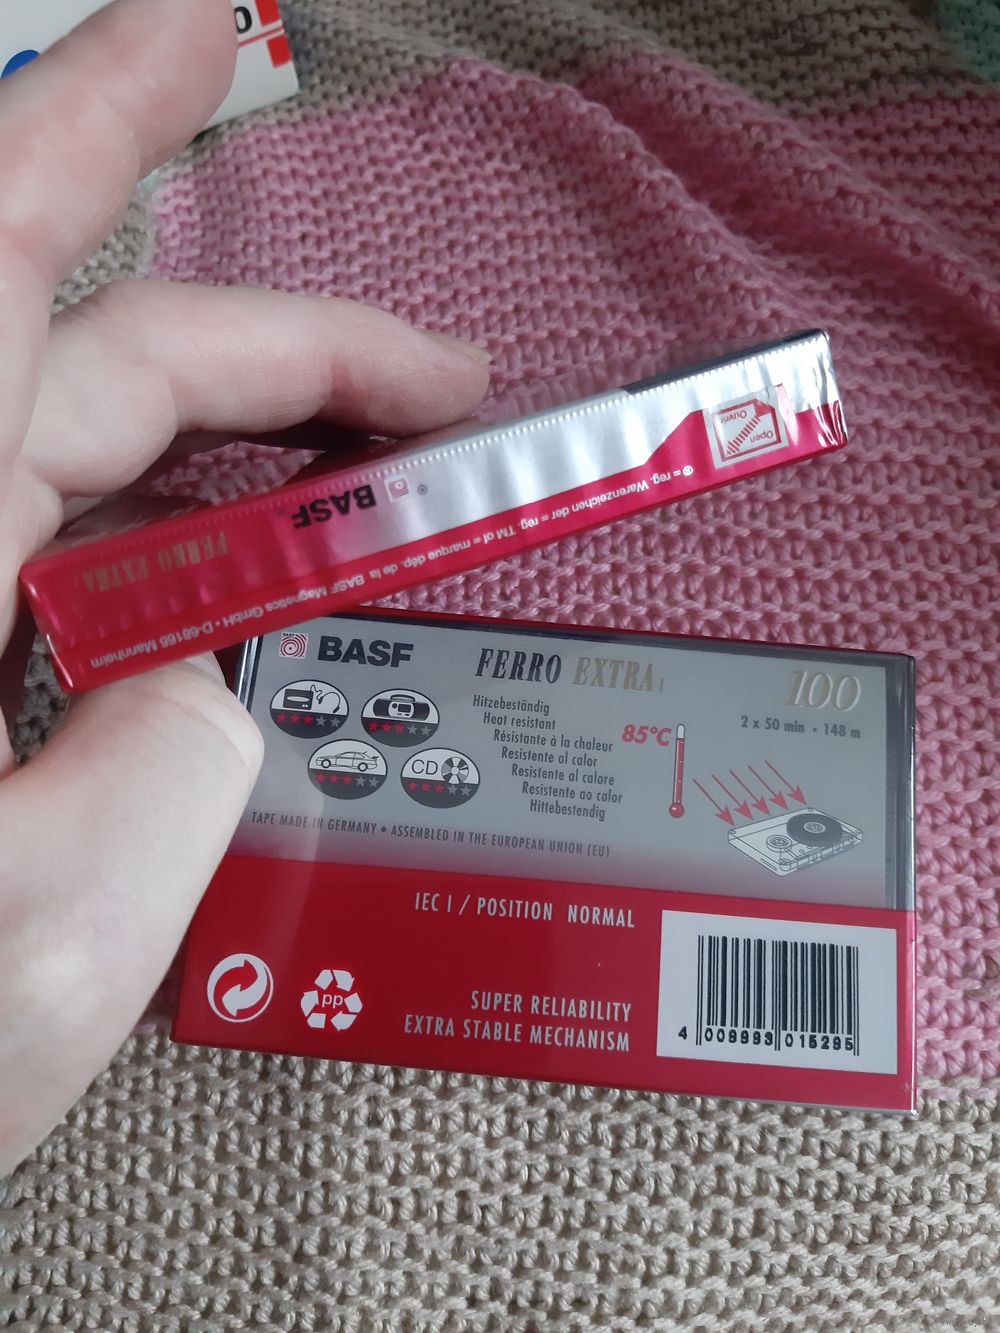 o
Ouvrir
Open
BASF ®
FERRO EXTRA I
® = reg. Warenzeichen der = reg. TM of = marque dép. de la BASF Magnetics GmbH • D-68165 Mannheim
BASF
FERRO EXTRA I
100
2 x 50 min • 148 m
Hitzebeständig
Heat resistant
Résistante à la chaleur
Resistente al calor
Resistente al calore
Resistente ao calor
Hittebestendig
85°C
CD
TAPE MADE IN GERMANY • ASSEMBLED IN THE EUROPEAN UNION (EU)
IEC I / POSITION NORMAL
pp
SUPER RELIABILITY
EXTRA STABLE MECHANISM
4 009993 015295